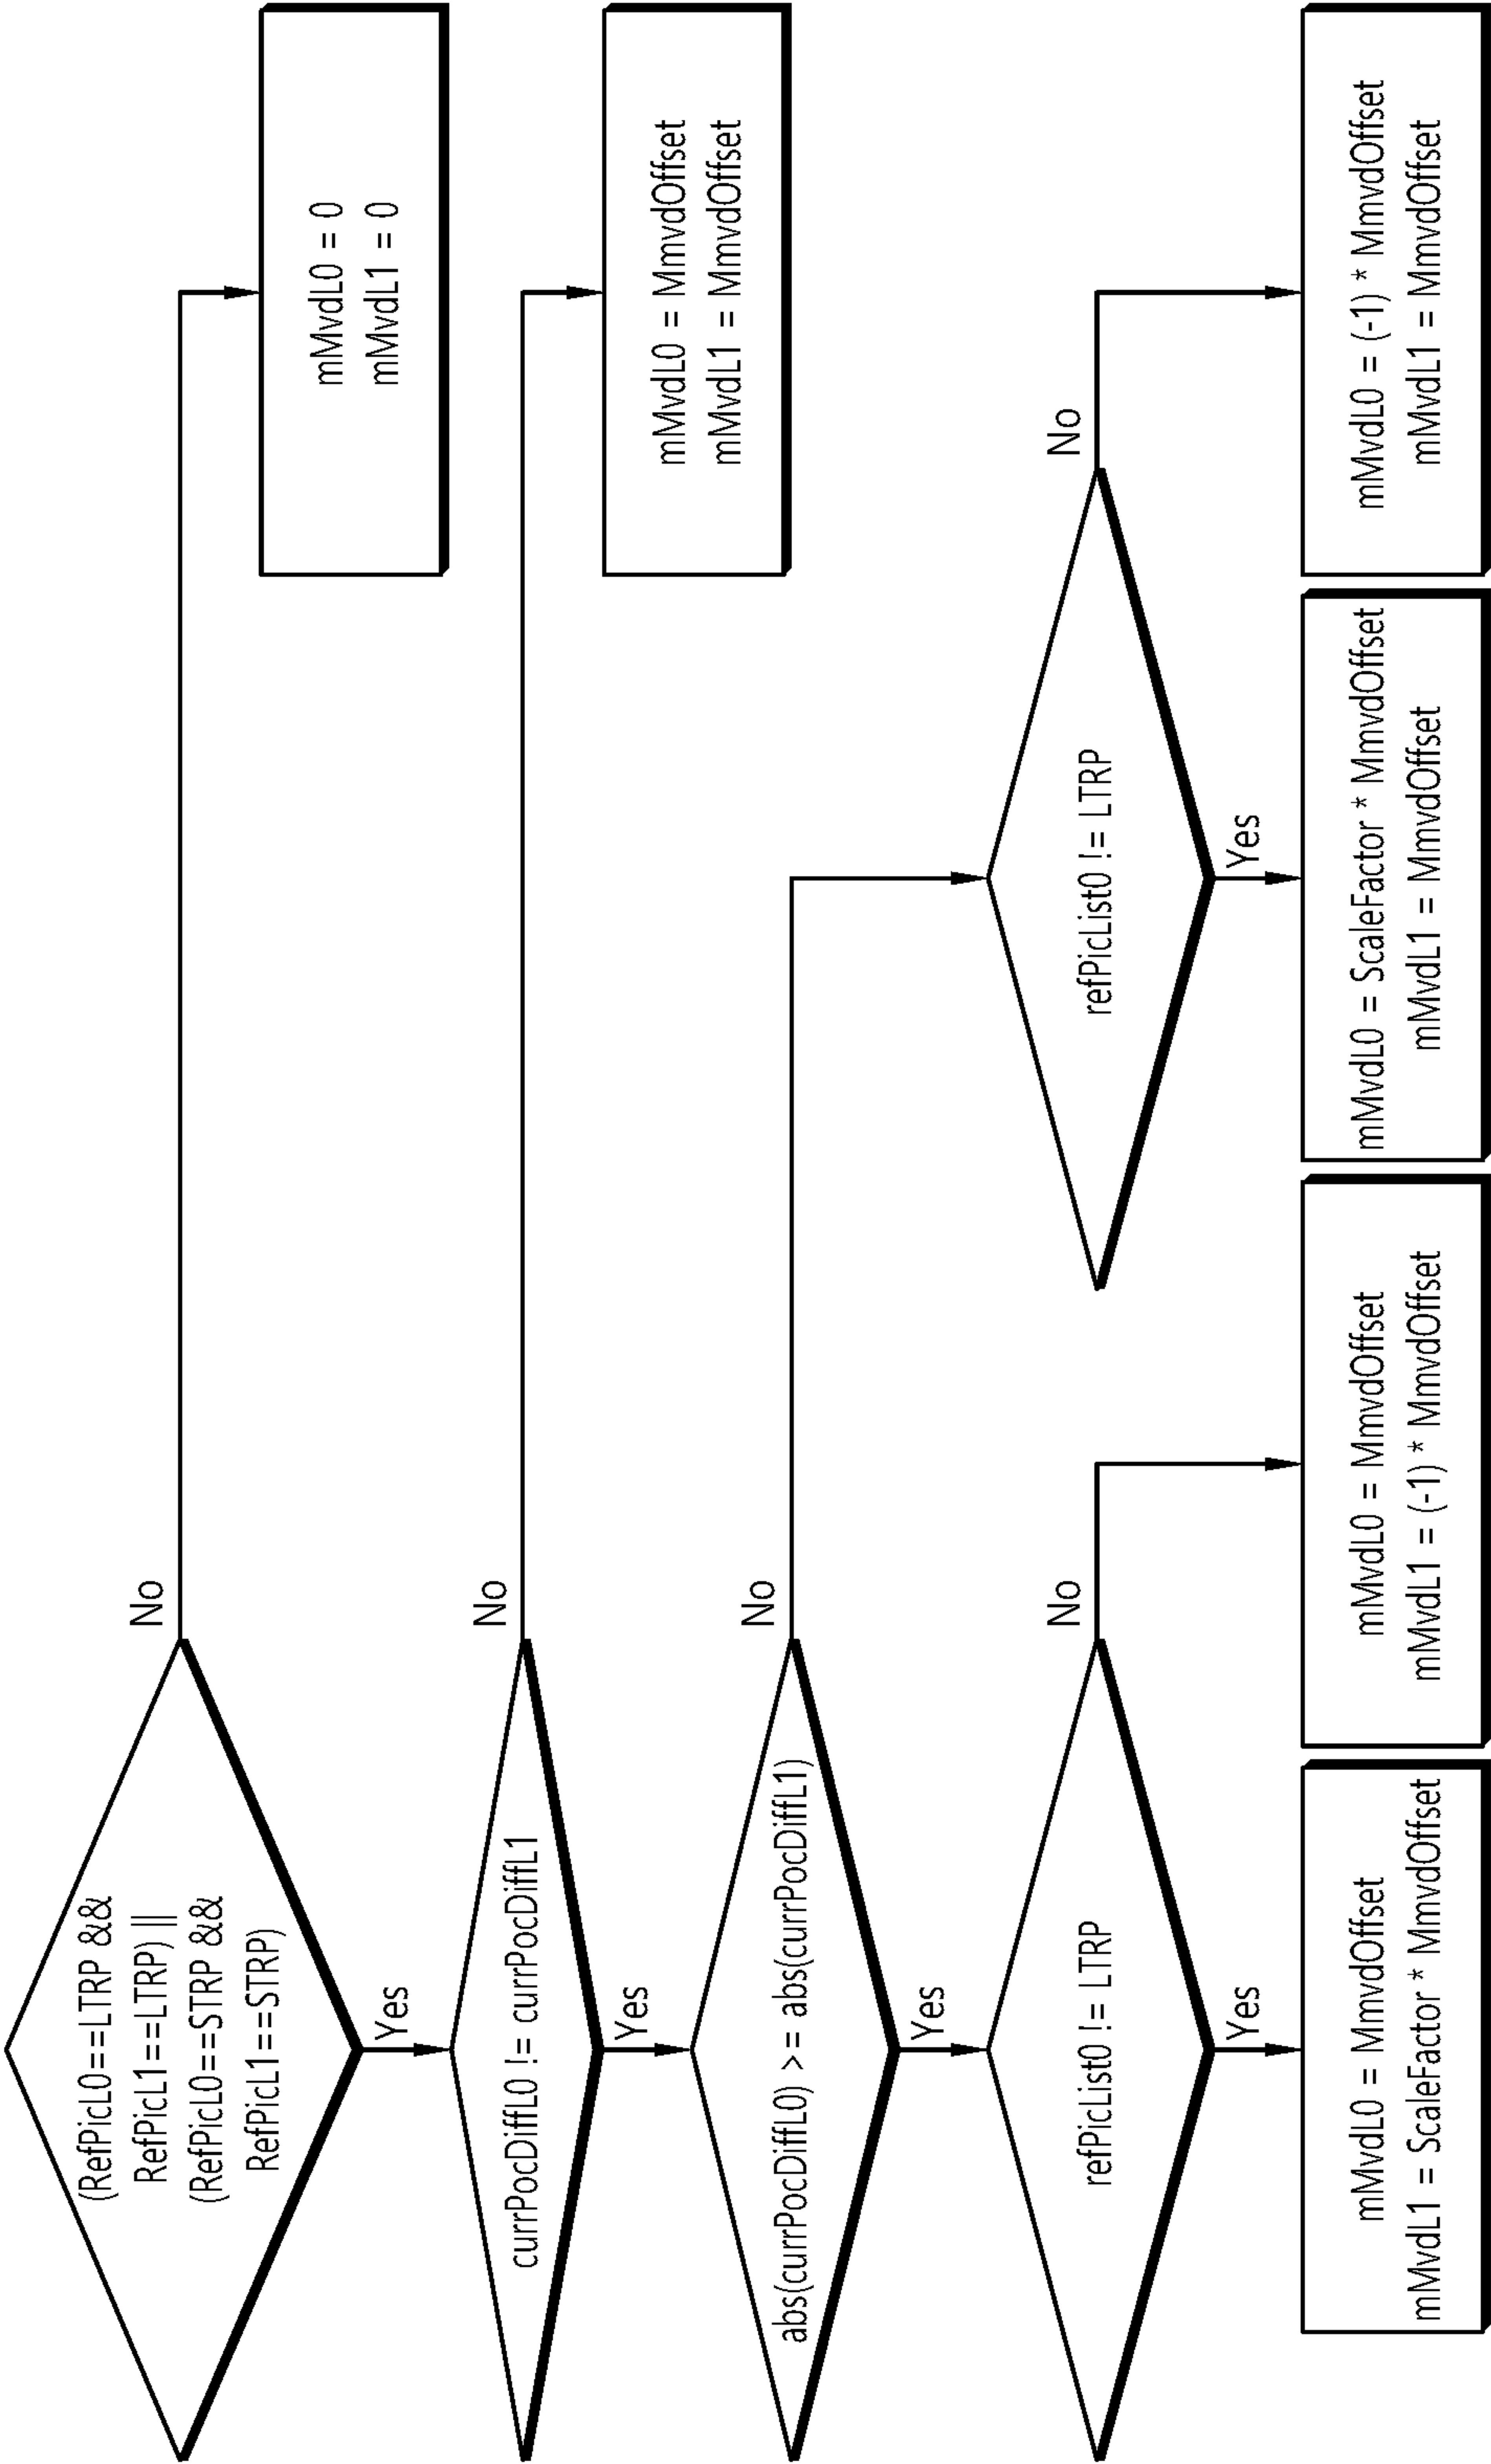 (RefPicL0==LTRP &&
RefPicL1==LTRP) ||
(RefPicL0==STRP &&
RefPicL1==STRP)
No
Yes
mMvdL0 = 0
mMvdL1 = 0
currPocDiffL0 != currPocDiffL1
No
Yes
mMvdL0 = MmvdOffset
mMvdL1 = MmvdOffset
abs(currPocDiffL0) >= abs(currPocDiffL1)
No
Yes
refPicList0 != LTRP
No
Yes
refPicList0 != LTRP
No
Yes
mMvdL0 = MmvdOffset
mMvdL1 = ScaleFactor * MmvdOffset
mMvdL0 = MmvdOffset
mMvdL1 = (-1) * MmvdOffset
mMvdL0 = ScaleFactor * MmvdOffset
mMvdL1 = MmvdOffset
mMvdL0 = (-1) * MmvdOffset
mMvdL1 = MmvdOffset